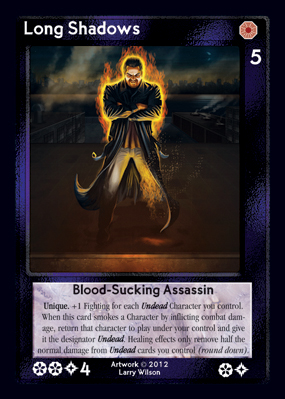 Long Shadows
5
Blood-Sucking Assassin
Unique. +1 Fighting for each Undead Character you control.
When this card smokes a Character by inflicting combat dam-
age, return that character to play under your control and give
it the designator Undead. Healing effects only remove half the
normal damage from Undead cards you control (round down).
4
Artwork © 2012
Larry Wilson